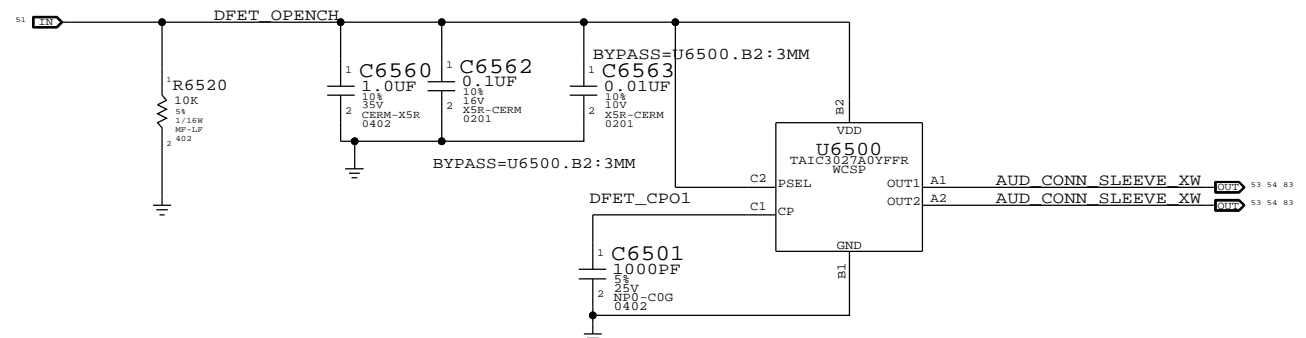 51 IN DFET_OPENCH
BYPASS=U6500.B2:3MM
1
R6520
10K
5%
1/16W
MF-LF
402
2
1
C6560
1.0UF
10%
35V
2
CERM-X5R
0402
1
C6562
0.1UF
10%
16V
2
X5R-CERM
0201
1
C6563
0.01UF
10%
10V
2
X5R-CERM
0201
BYPASS=U6500.B2:3MM
B2
VDD
U6500
TAIC3027A0YFFR
WCSP
C2 PSEL
OUT1 A1 AUD_CONN_SLEEVE_XW OUT 53 54 83
DFET_CPO1
C1 CP
OUT2 A2 AUD_CONN_SLEEVE_XW OUT 53 54 83
GND
B1
1
C6501
1000PF
5%
25V
2
NP0-C0G
0402